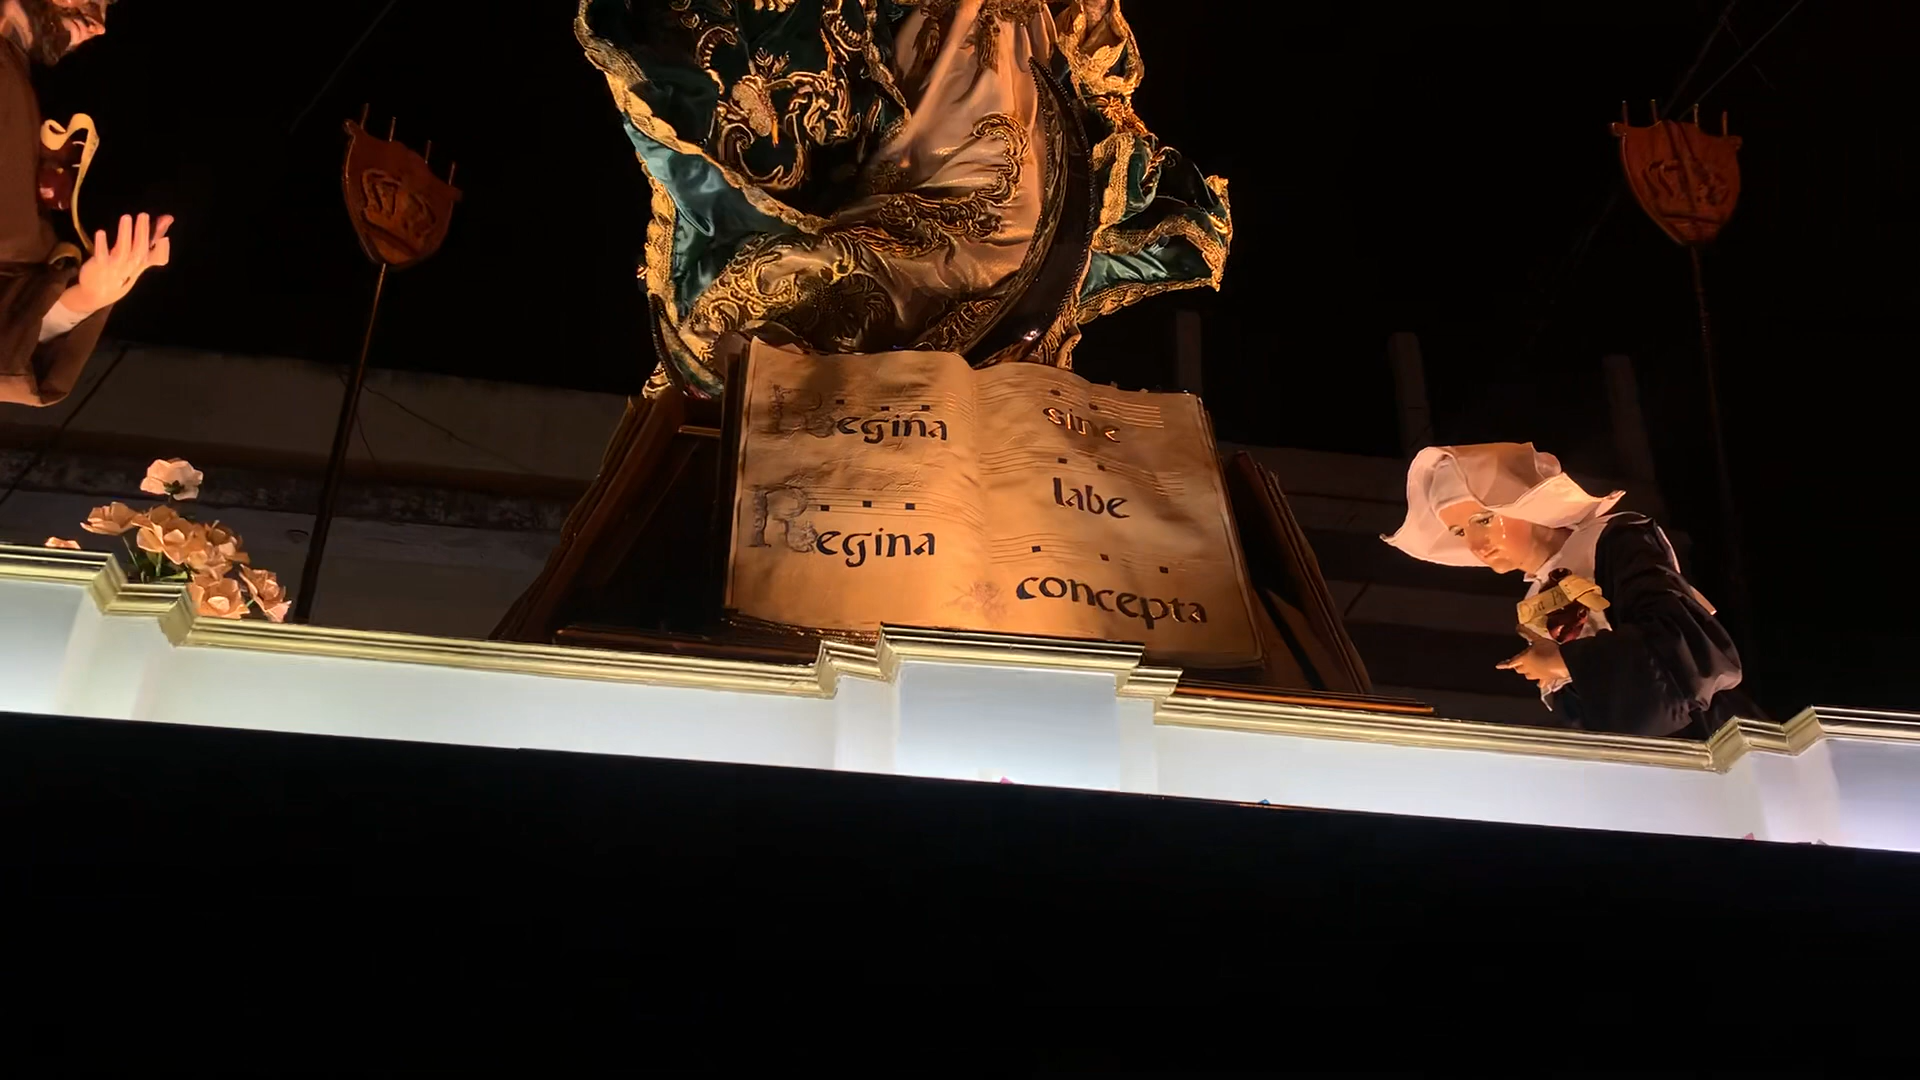 Regina
Regina
sine
labe
concepta